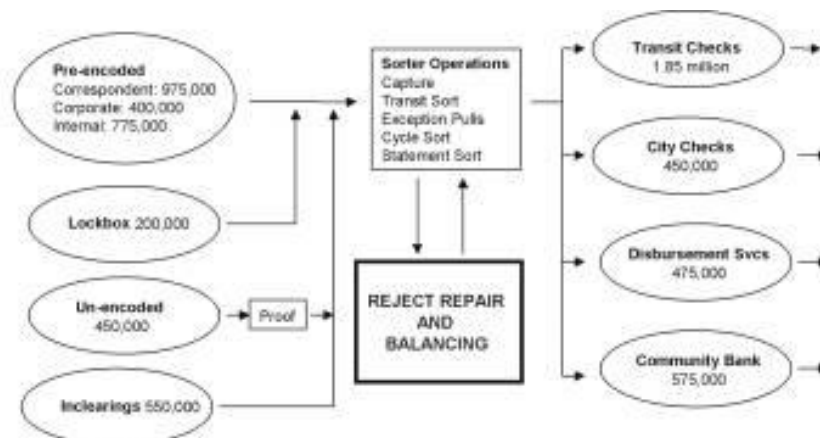 Pre-encoded
Correspondent: 975,000
Corporate: 400,000
Internal: 775,000
Lockbox 200,000
Un-encoded
450,000
Proof
Inclearings 550,000
Sorter Operations
Capture
Transit Sort
Exception Pulls
Cycle Sort
Statement Sort
REJECT REPAIR
AND
BALANCING
Transit Checks
1.85 million
City Checks
450,000
Disbursement Svcs
475,000
Community Bank
575,000